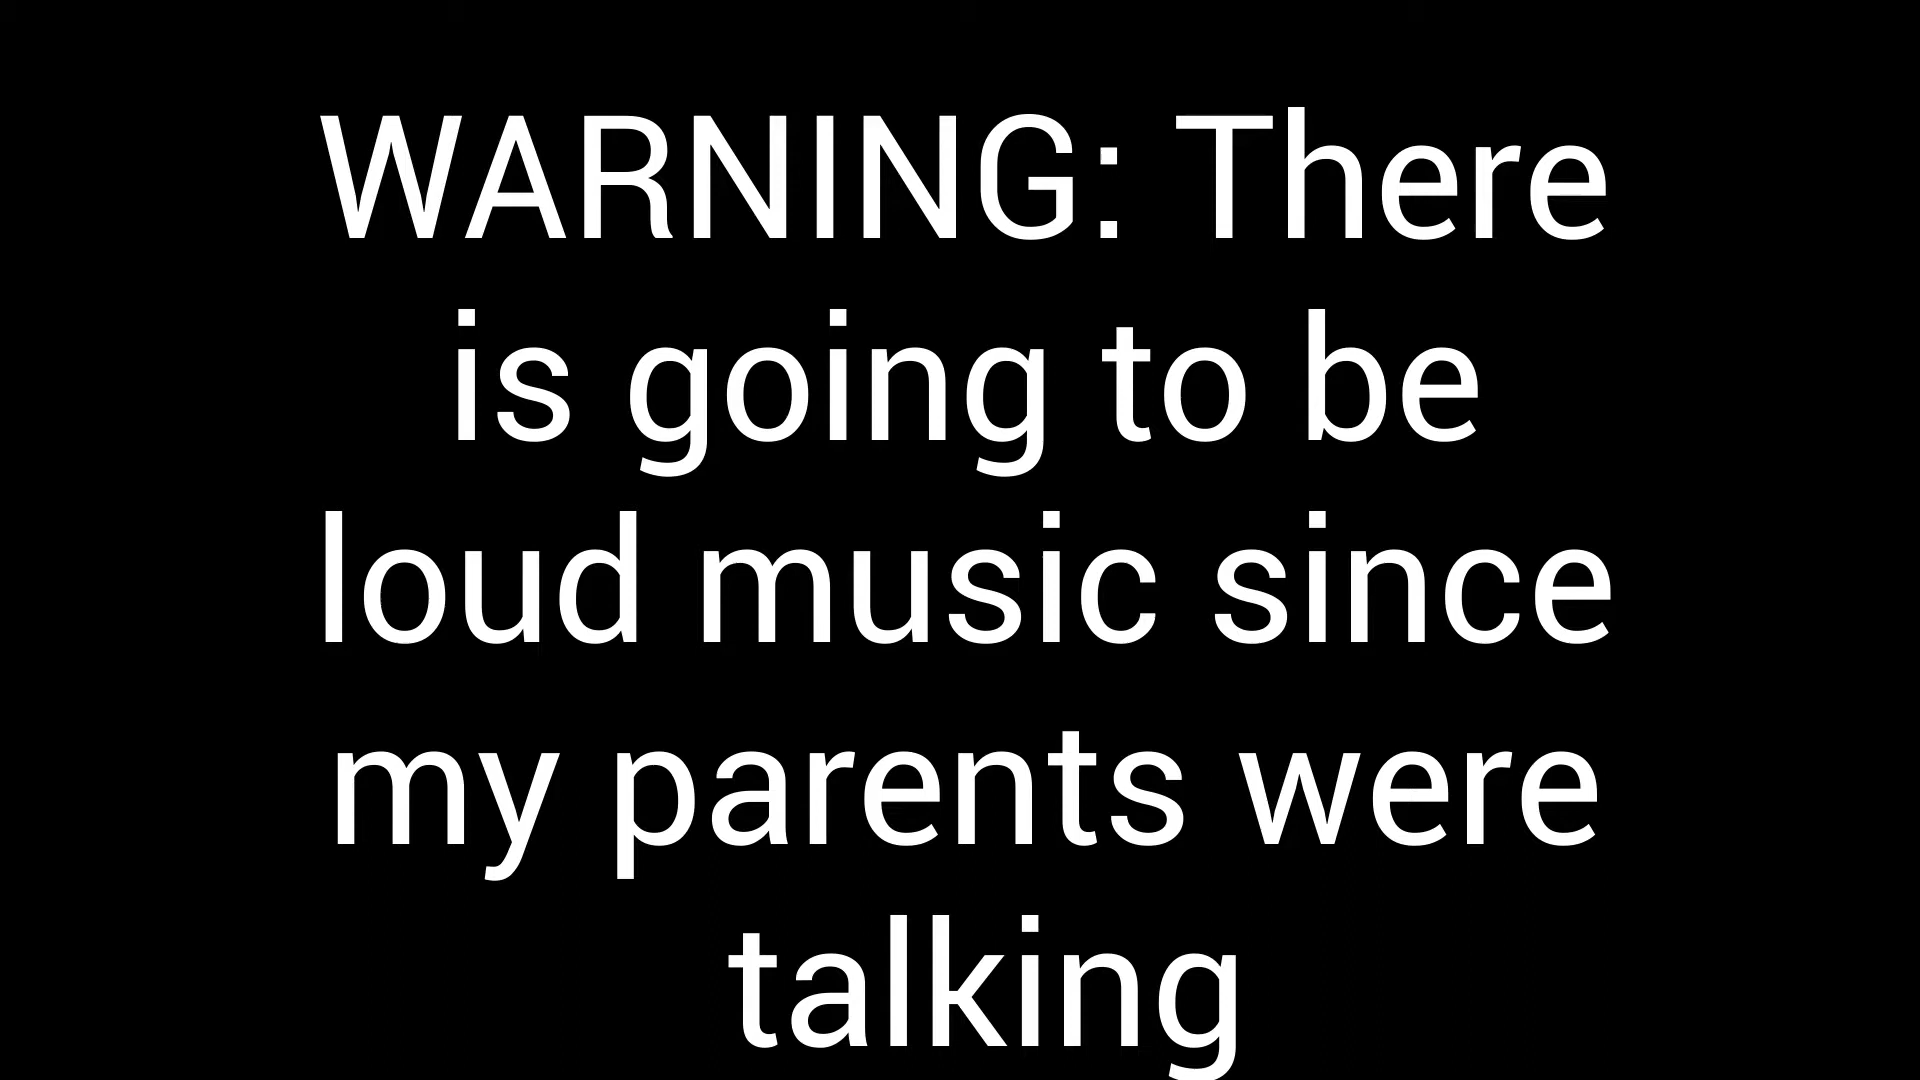 WARNING: There
is going to be
loud music since
my parents were
talking